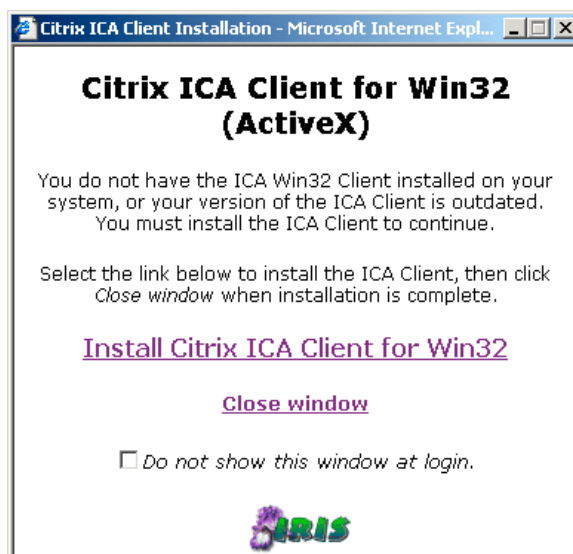 Citrix ICA Client Installation - Microsoft Internet Expl...
Citrix ICA Client for Win32
(ActiveX)
You do not have the ICA Win32 Client installed on your
system, or your version of the ICA Client is outdated.
You must install the ICA Client to continue.
Select the link below to install the ICA Client, then click
Close window when installation is complete.
Install Citrix ICA Client for Win32
Close window
Do not show this window at login.
IRIS